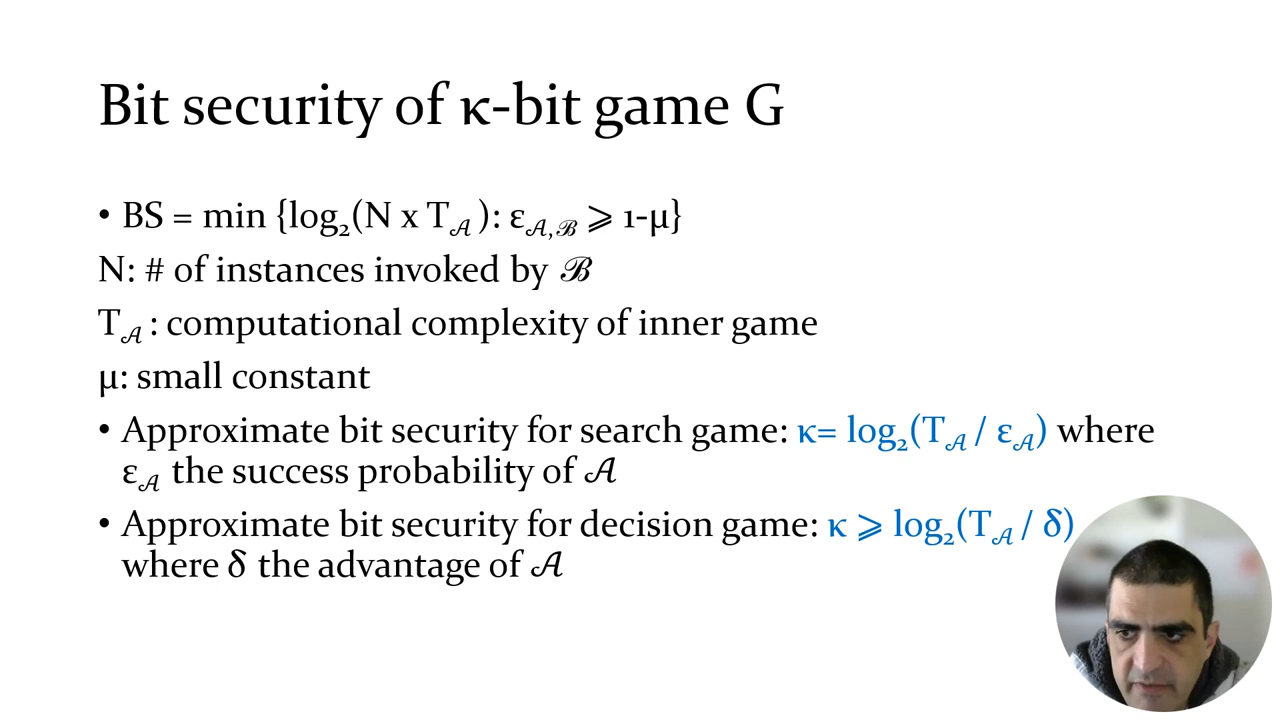 Bit security of κ-bit game G
• BS = min {log₂(N x T𝒜 ): ε𝒜,ℬ ⩾ 1-μ}
N: # of instances invoked by ℬ
T𝒜 : computational complexity of inner game
μ: small constant
• Approximate bit security for search game: κ= log₂(T𝒜 / ε𝒜) where
ε𝒜 the success probability of 𝒜
• Approximate bit security for decision game: κ ⩾ log₂(T𝒜 / δ)
where δ the advantage of 𝒜